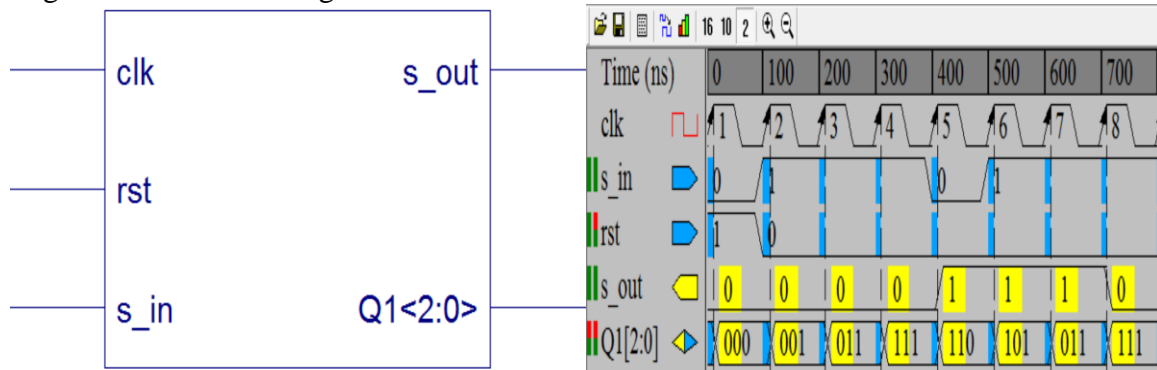 clk
s_out
rst
s_in
Q1<2:0>
16 10 2
Time (ns) 0 100 200 300 400 500 600 700
clk 1 2 3 4 5 6 7 8
s_in 0 1 0 1
rst 1 0
s_out 0 0 0 0 1 1 1 0
Q1[2:0] 000 001 011 111 110 101 011 111